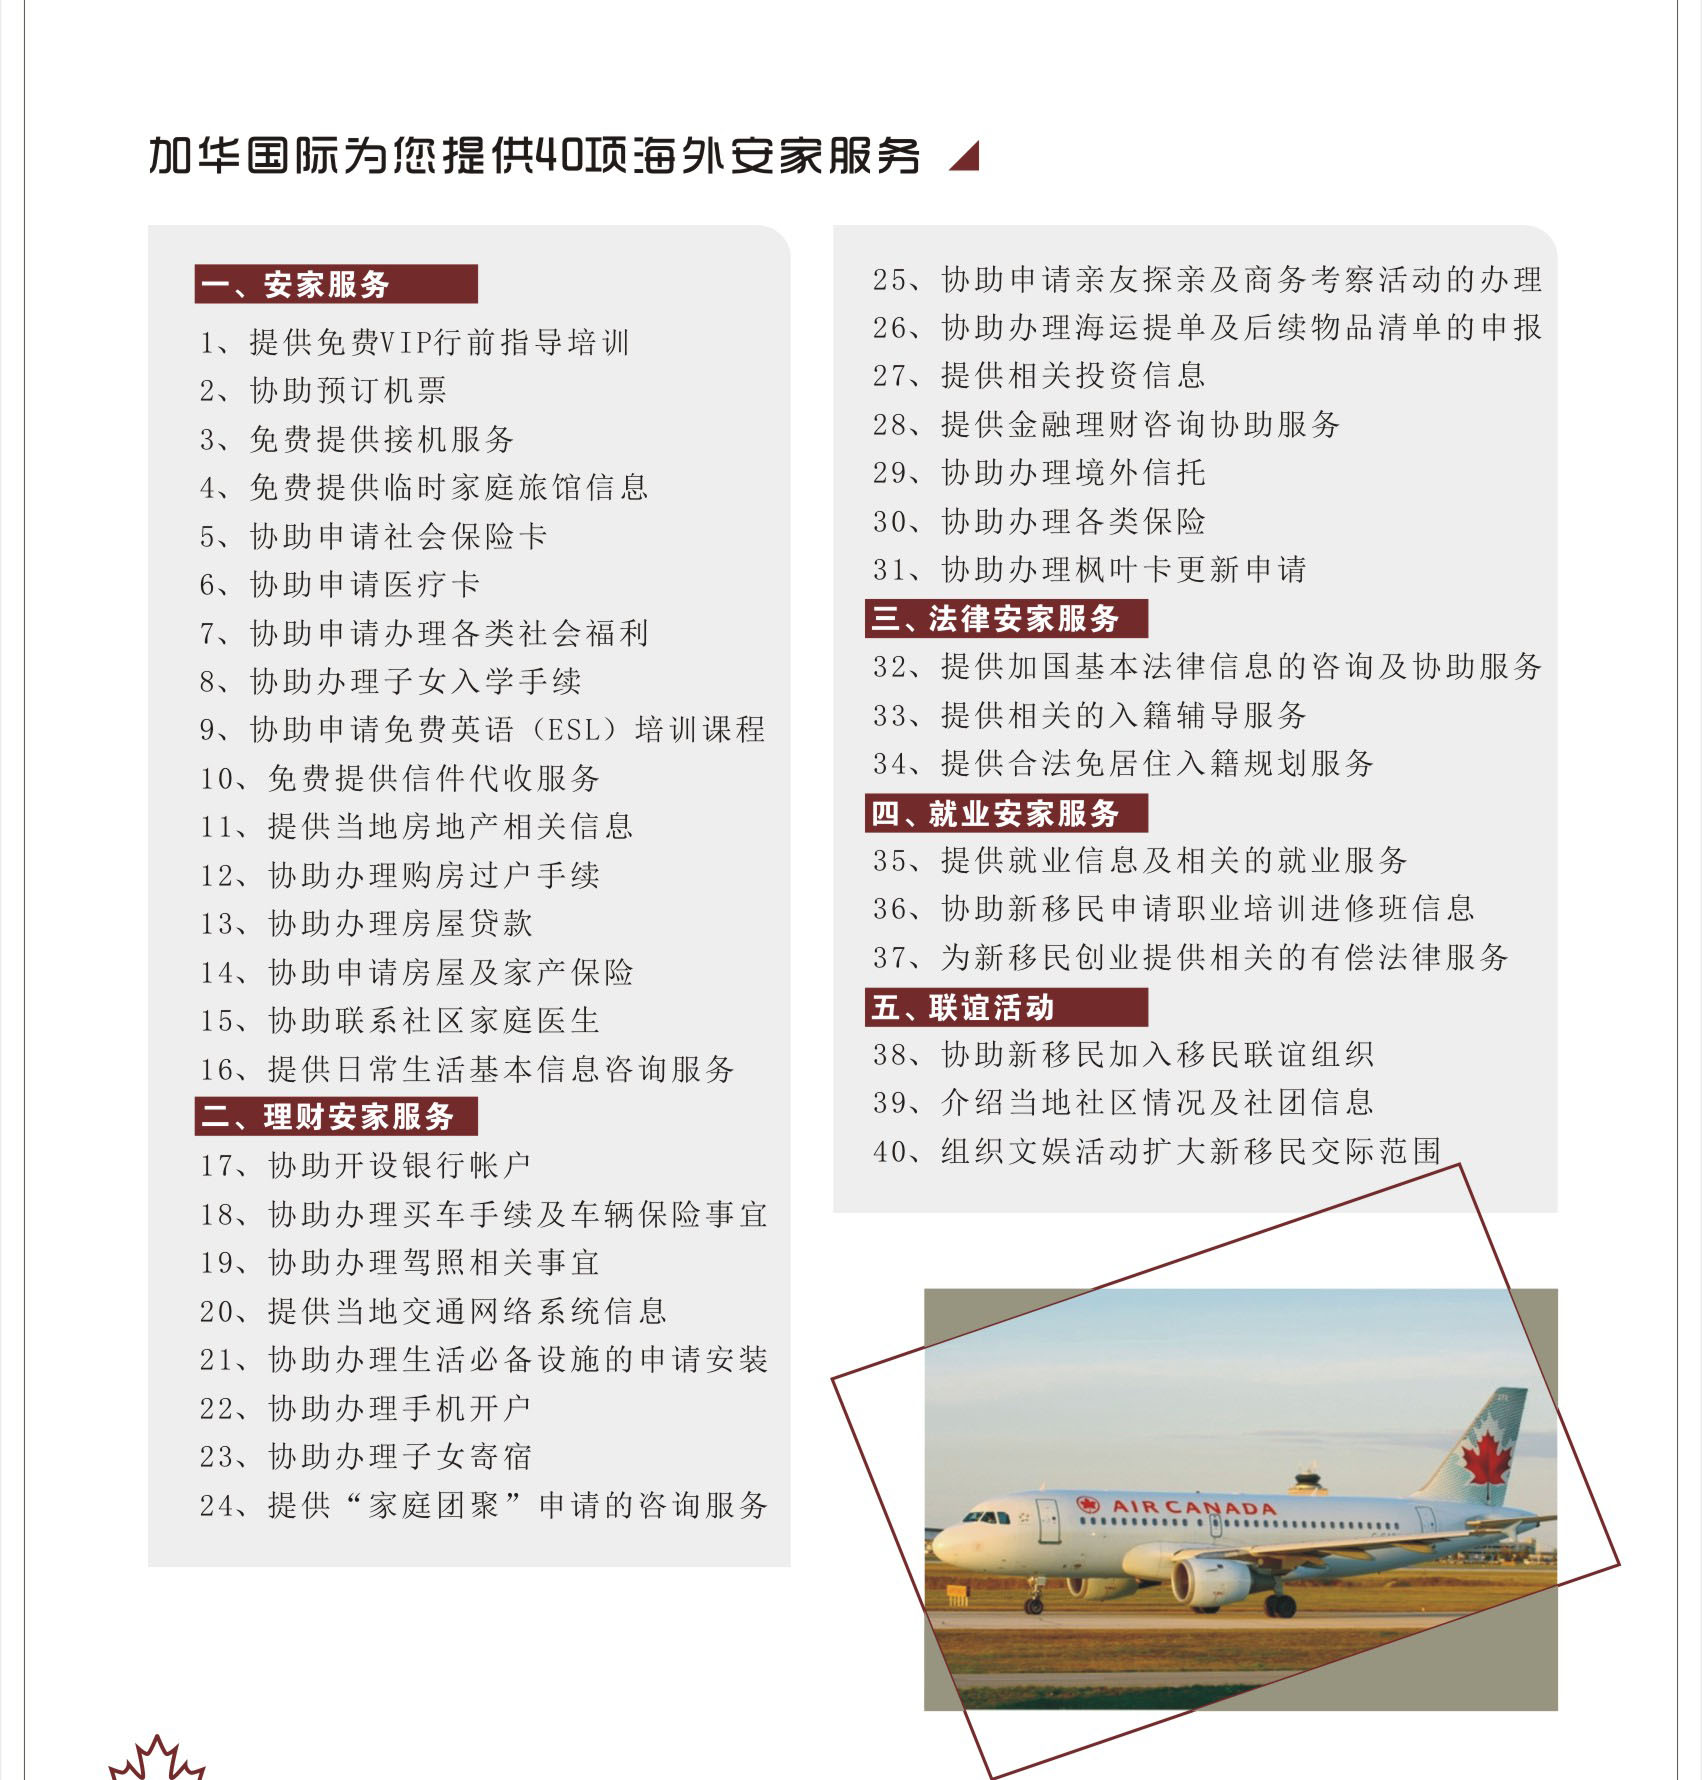 加华国际为您提供40项海外安家服务
一、安家服务
1、提供免费VIP行前指导培训
2、协助预订机票
3、免费提供接机服务
4、免费提供临时家庭旅馆信息
5、协助申请社会保险卡
6、协助申请医疗卡
7、协助申请办理各类社会福利
8、协助办理子女入学手续
9、协助申请免费英语（ESL）培训课程
10、免费提供信件代收服务
11、提供当地房地产相关信息
12、协助办理购房过户手续
13、协助办理房屋贷款
14、协助申请房屋及家产保险
15、协助联系社区家庭医生
16、提供日常生活基本信息咨询服务
二、理财安家服务
17、协助开设银行帐户
18、协助办理买车手续及车辆保险事宜
19、协助办理驾照相关事宜
20、提供当地交通网络系统信息
21、协助办理生活必备设施的申请安装
22、协助办理手机开户
23、协助办理子女寄宿
24、提供“家庭团聚”申请的咨询服务
25、协助申请亲友探亲及商务考察活动的办理
26、协助办理海运提单及后续物品清单的申报
27、提供相关投资信息
28、提供金融理财咨询协助服务
29、协助办理境外信托
30、协助办理各类保险
31、协助办理枫叶卡更新申请
三、法律安家服务
32、提供加国基本法律信息的咨询及协助服务
33、提供相关的入籍辅导服务
34、提供合法免居住入籍规划服务
四、就业安家服务
35、提供就业信息及相关的就业服务
36、协助新移民申请职业培训进修班信息
37、为新移民创业提供相关的有偿法律服务
五、联谊活动
38、协助新移民加入移民联谊组织
39、介绍当地社区情况及社团信息
40、组织文娱活动扩大新移民交际范围
AIR CANADA